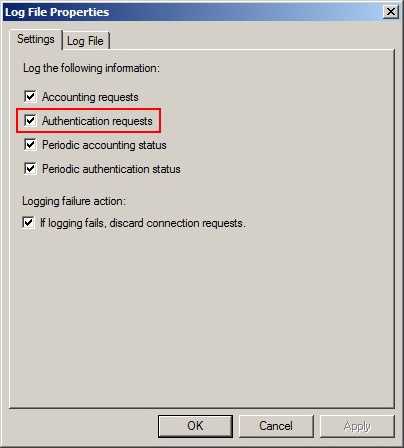 Log File Properties
Settings
Log File
Log the following information:
Accounting requests
Authentication requests
Periodic accounting status
Periodic authentication status
Logging failure action:
If logging fails, discard connection requests.
OK
Cancel
Apply